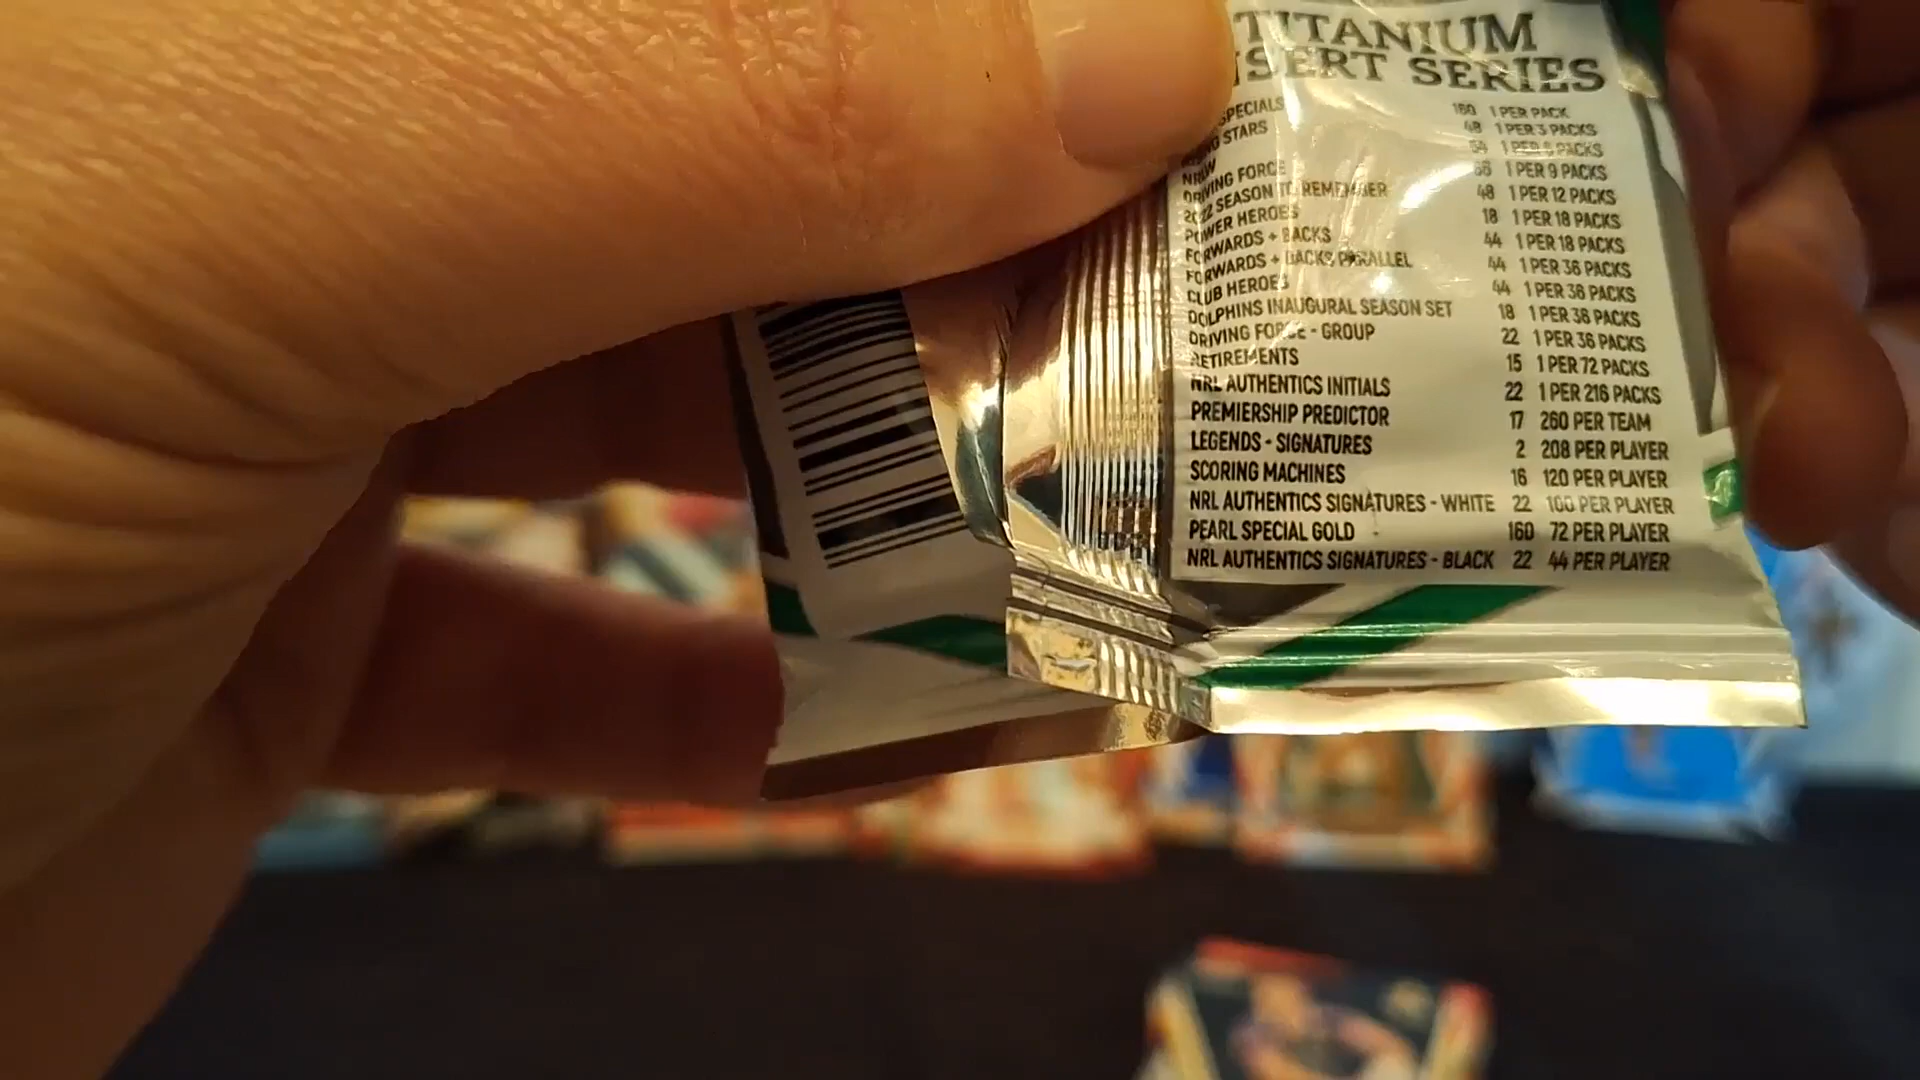 TITANIUM
INSERT SERIES
SPECIALS 160 1 PER PACK
STARS 48 1 PER 3 PACKS
NRLW 54 1 PER PACKS
DRIVING FORCE 1 PER 9 PACKS
2022 SEASON TO REMEMBER 48 1 PER 12 PACKS
POWER HEROES 18 1 PER 18 PACKS
FORWARDS + BACKS 44 1 PER 18 PACKS
FORWARDS + BACKS PARALLEL 44 1 PER 36 PACKS
CLUB HEROES 44 1 PER 36 PACKS
DOLPHINS INAUGURAL SEASON SET 18 1 PER 36 PACKS
DRIVING FORCE - GROUP 22 1 PER 36 PACKS
RETIREMENTS 15 1 PER 72 PACKS
NRL AUTHENTICS INITIALS 22 1 PER 216 PACKS
PREMIERSHIP PREDICTOR 17 260 PER TEAM
LEGENDS - SIGNATURES 2 208 PER PLAYER
SCORING MACHINES 16 120 PER PLAYER
NRL AUTHENTICS SIGNATURES - WHITE 22 100 PER PLAYER
PEARL SPECIAL GOLD 160 72 PER PLAYER
NRL AUTHENTICS SIGNATURES - BLACK 22 44 PER PLAYER